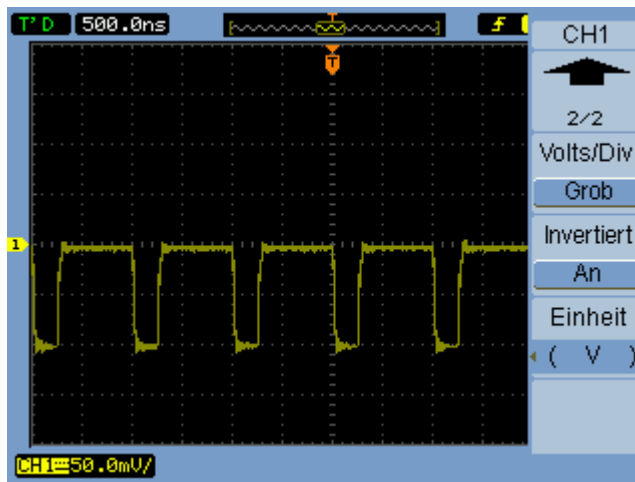 T'D 500.0ns
CH1
T
2/2
Volts/Div
Grob
1
Invertiert
An
Einheit
( V )
CH1 50.0mV/